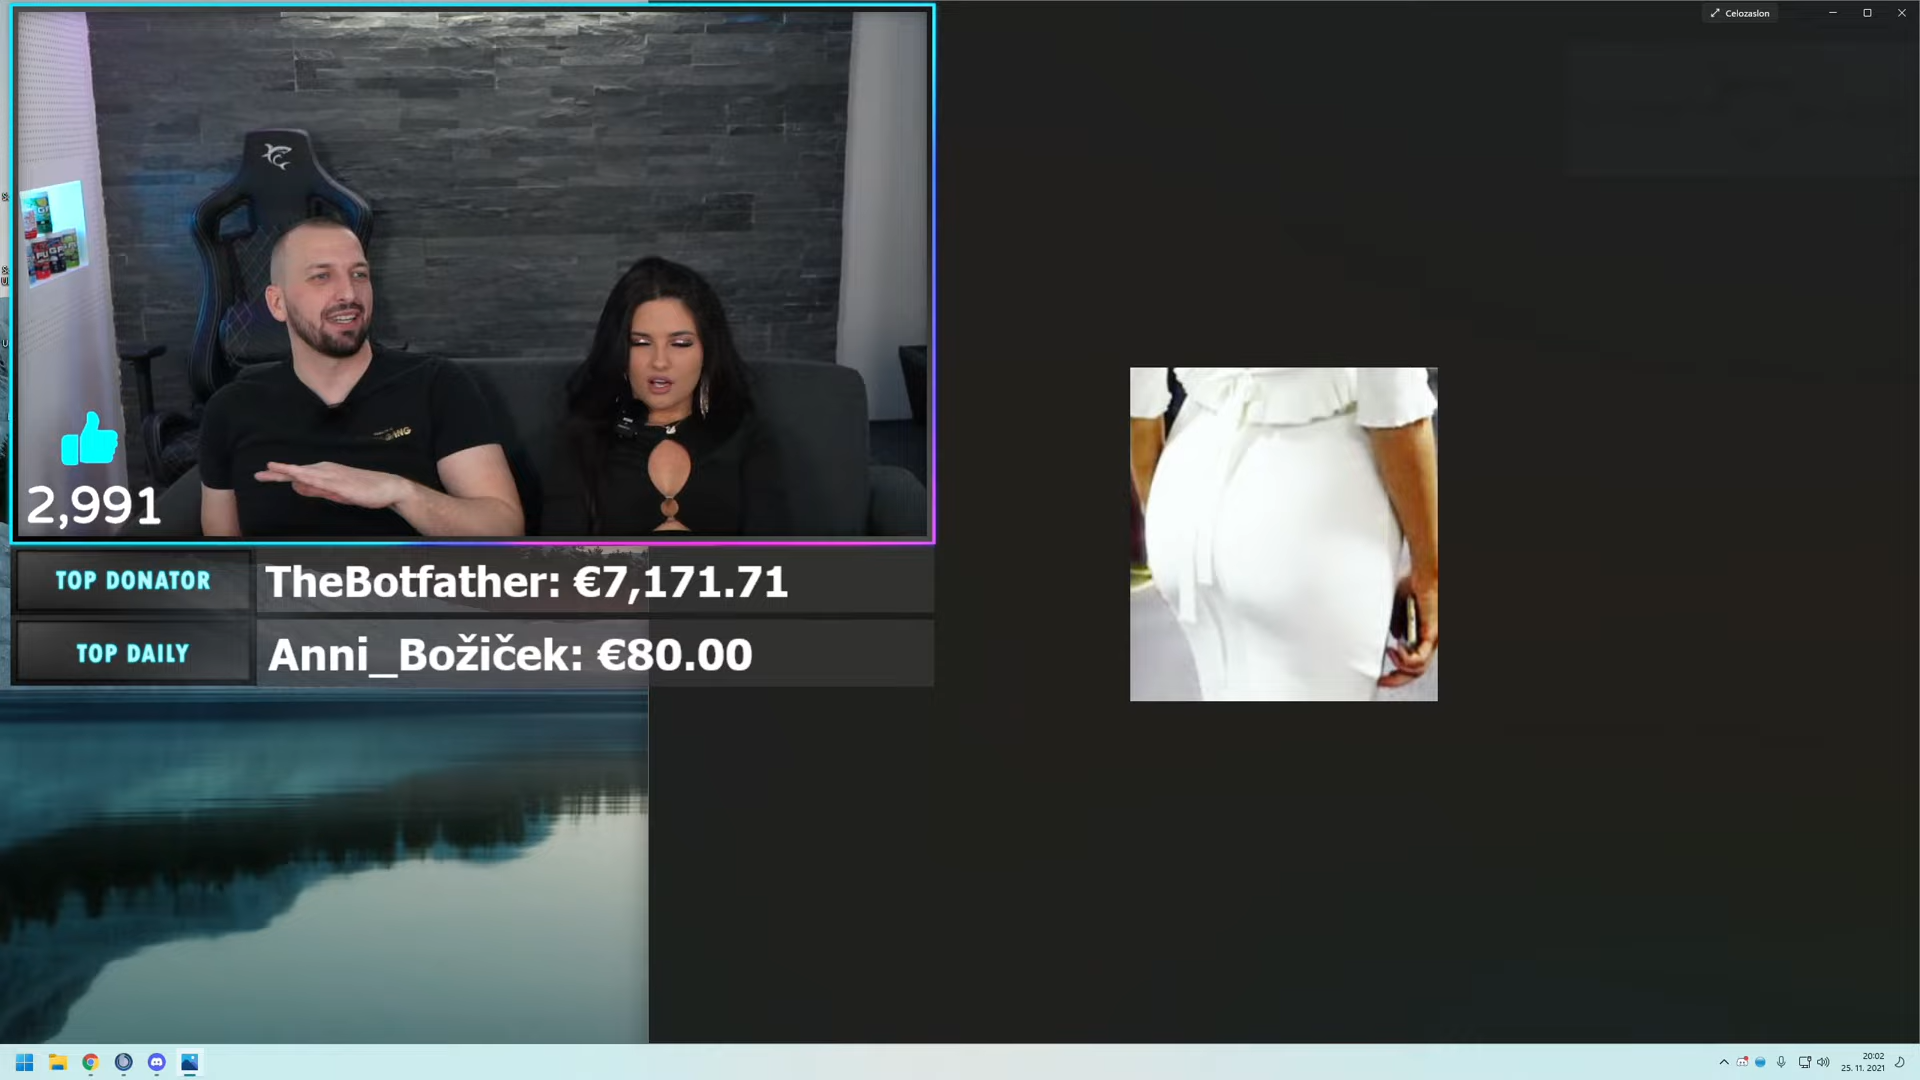 Celozaslon
2,991
TOP DONATOR
TheBotfather: €7,171.71
TOP DAILY
Anni_Božiček: €80.00
20:02
25. 11. 2021